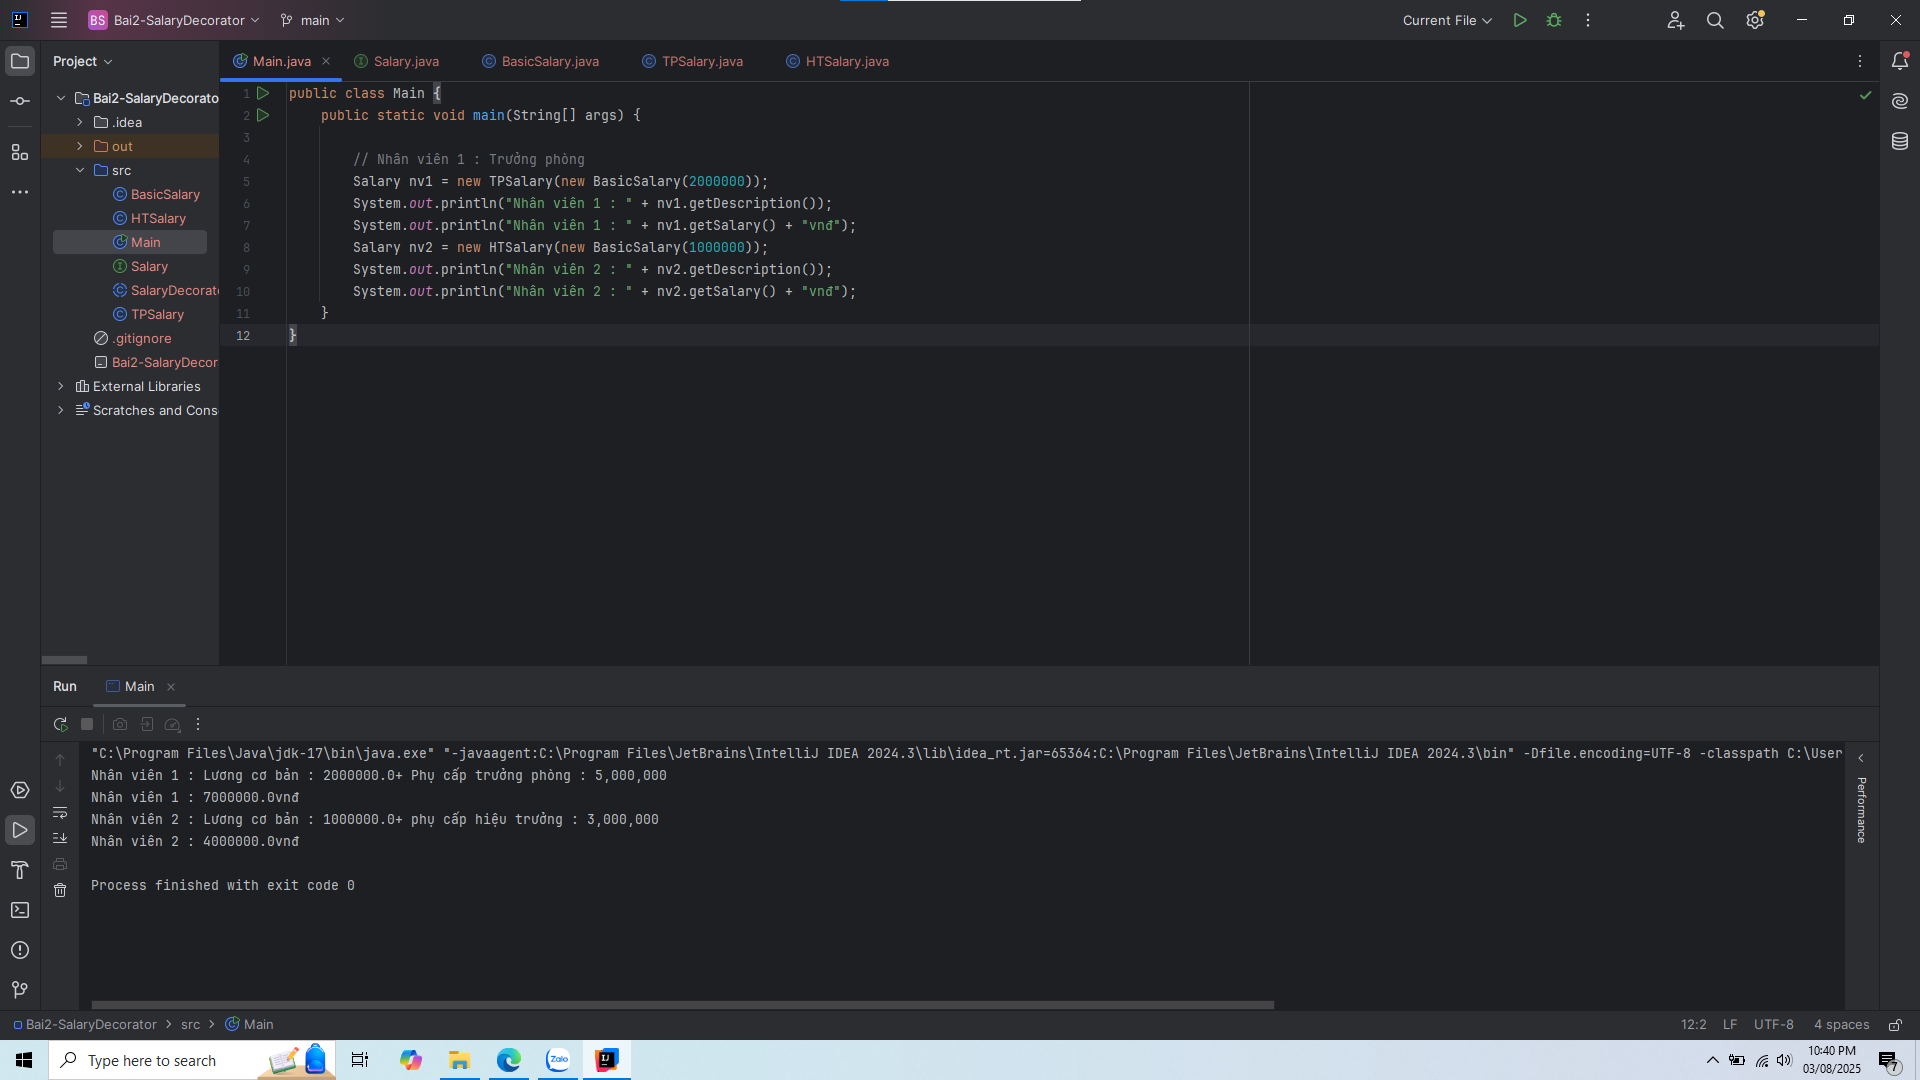 BS Bai2-SalaryDecorator main Current File
Project
Main.java Salary.java BasicSalary.java TPSalary.java HTSalary.java
Bai2-SalaryDecorato
.idea
out
src
BasicSalary
HTSalary
Main
Salary
SalaryDecorat
TPSalary
.gitignore
Bai2-SalaryDecor
External Libraries
Scratches and Cons
1 public class Main {
2 public static void main(String[] args) {
3
4 // Nhân viên 1 : Trưởng phòng
5 Salary nv1 = new TPSalary(new BasicSalary(2000000));
6 System.out.println("Nhân viên 1 : " + nv1.getDescription());
7 System.out.println("Nhân viên 1 : " + nv1.getSalary() + "vnđ");
8 Salary nv2 = new HTSalary(new BasicSalary(1000000));
9 System.out.println("Nhân viên 2 : " + nv2.getDescription());
10 System.out.println("Nhân viên 2 : " + nv2.getSalary() + "vnđ");
11 }
12 }
Run Main
"C:\Program Files\Java\jdk-17\bin\java.exe" "-javaagent:C:\Program Files\JetBrains\IntelliJ IDEA 2024.3\lib\idea_rt.jar=65364:C:\Program Files\JetBrains\IntelliJ IDEA 2024.3\bin" -Dfile.encoding=UTF-8 -classpath C:\User
Nhân viên 1 : Lương cơ bản : 2000000.0+ Phụ cấp trưởng phòng : 5,000,000
Nhân viên 1 : 7000000.0vnđ
Nhân viên 2 : Lương cơ bản : 1000000.0+ phụ cấp hiệu trưởng : 3,000,000
Nhân viên 2 : 4000000.0vnđ
Process finished with exit code 0
Performance
Bai2-SalaryDecorator > src > Main 12:2 LF UTF-8 4 spaces
Type here to search
Zalo
10:40 PM
03/08/2025
7